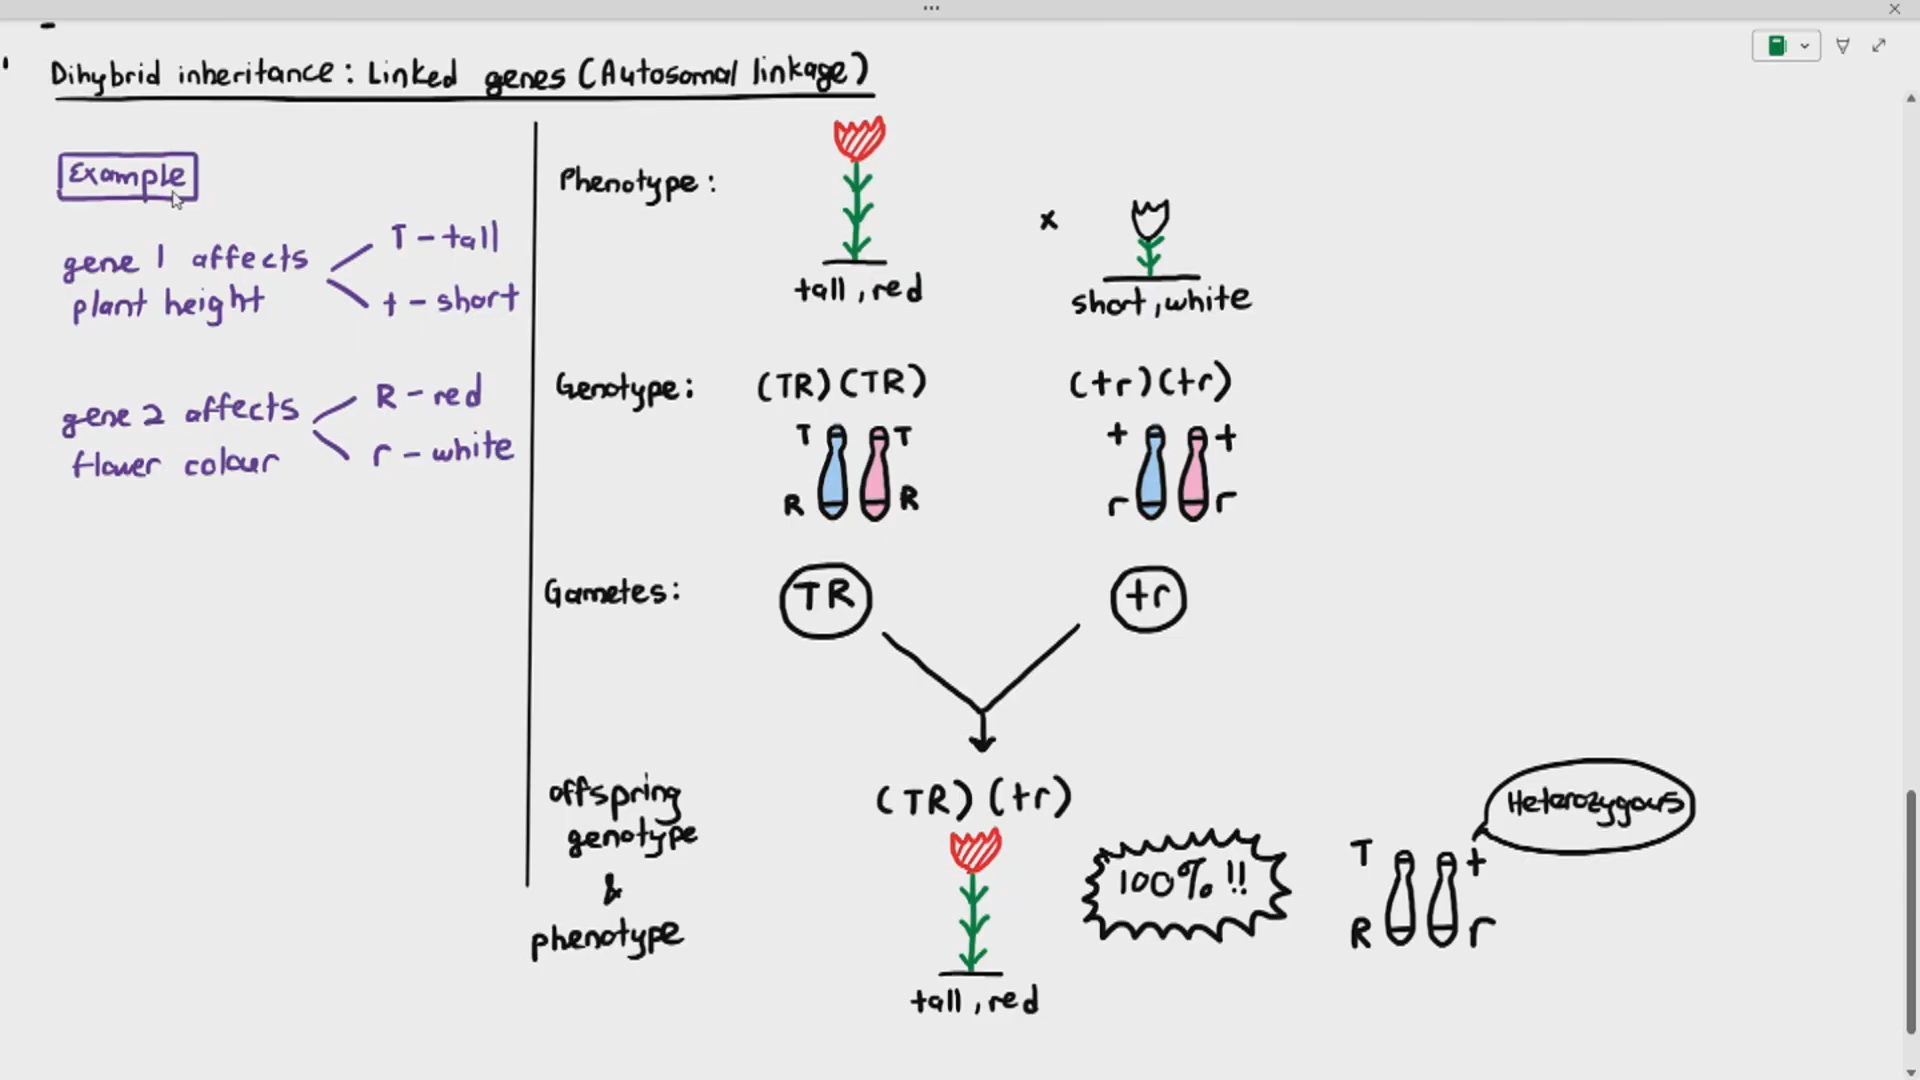 Dihybrid inheritance: Linked genes (Autosomal linkage)
Example
gene 1 affects
plant height
T - tall
t - short
gene 2 affects
flower colour
R - red
r - white
Phenotype:
tall, red
x
short, white
Genotype:
(TR)(TR)
(tr)(tr)
T T
R R
t t
r r
Gametes:
TR
tr
offspring
genotype
&
phenotype
(TR)(tr)
tall, red
100% !!
Heterozygous
T t
R r